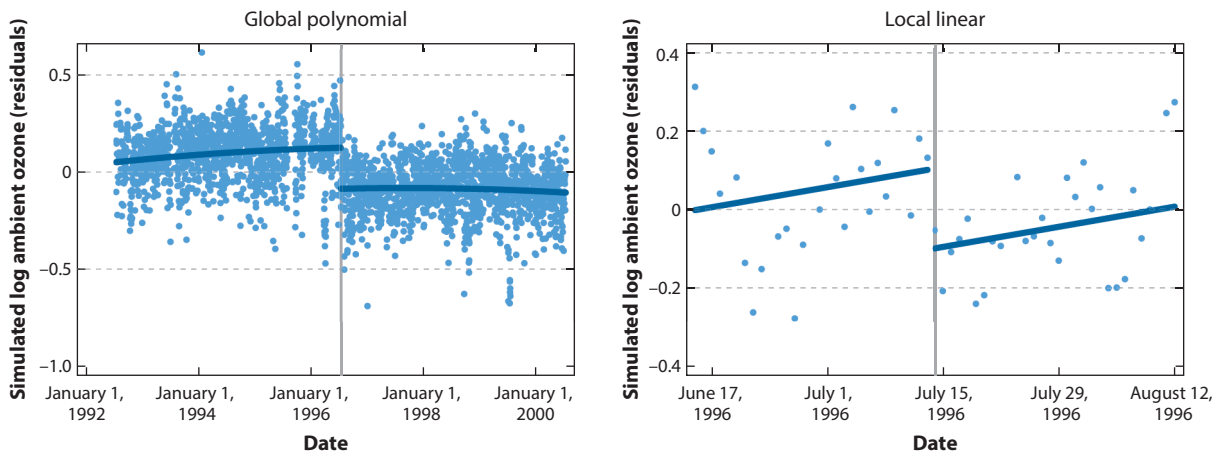 Global polynomial
Simulated log ambient ozone (residuals)
0.5
0
−0.5
−1.0
January 1,
1992
January 1,
1994
January 1,
1996
January 1,
1998
January 1,
2000
Date
Local linear
Simulated log ambient ozone (residuals)
0.4
0.2
0
−0.2
−0.4
June 17,
1996
July 1,
1996
July 15,
1996
July 29,
1996
August 12,
1996
Date